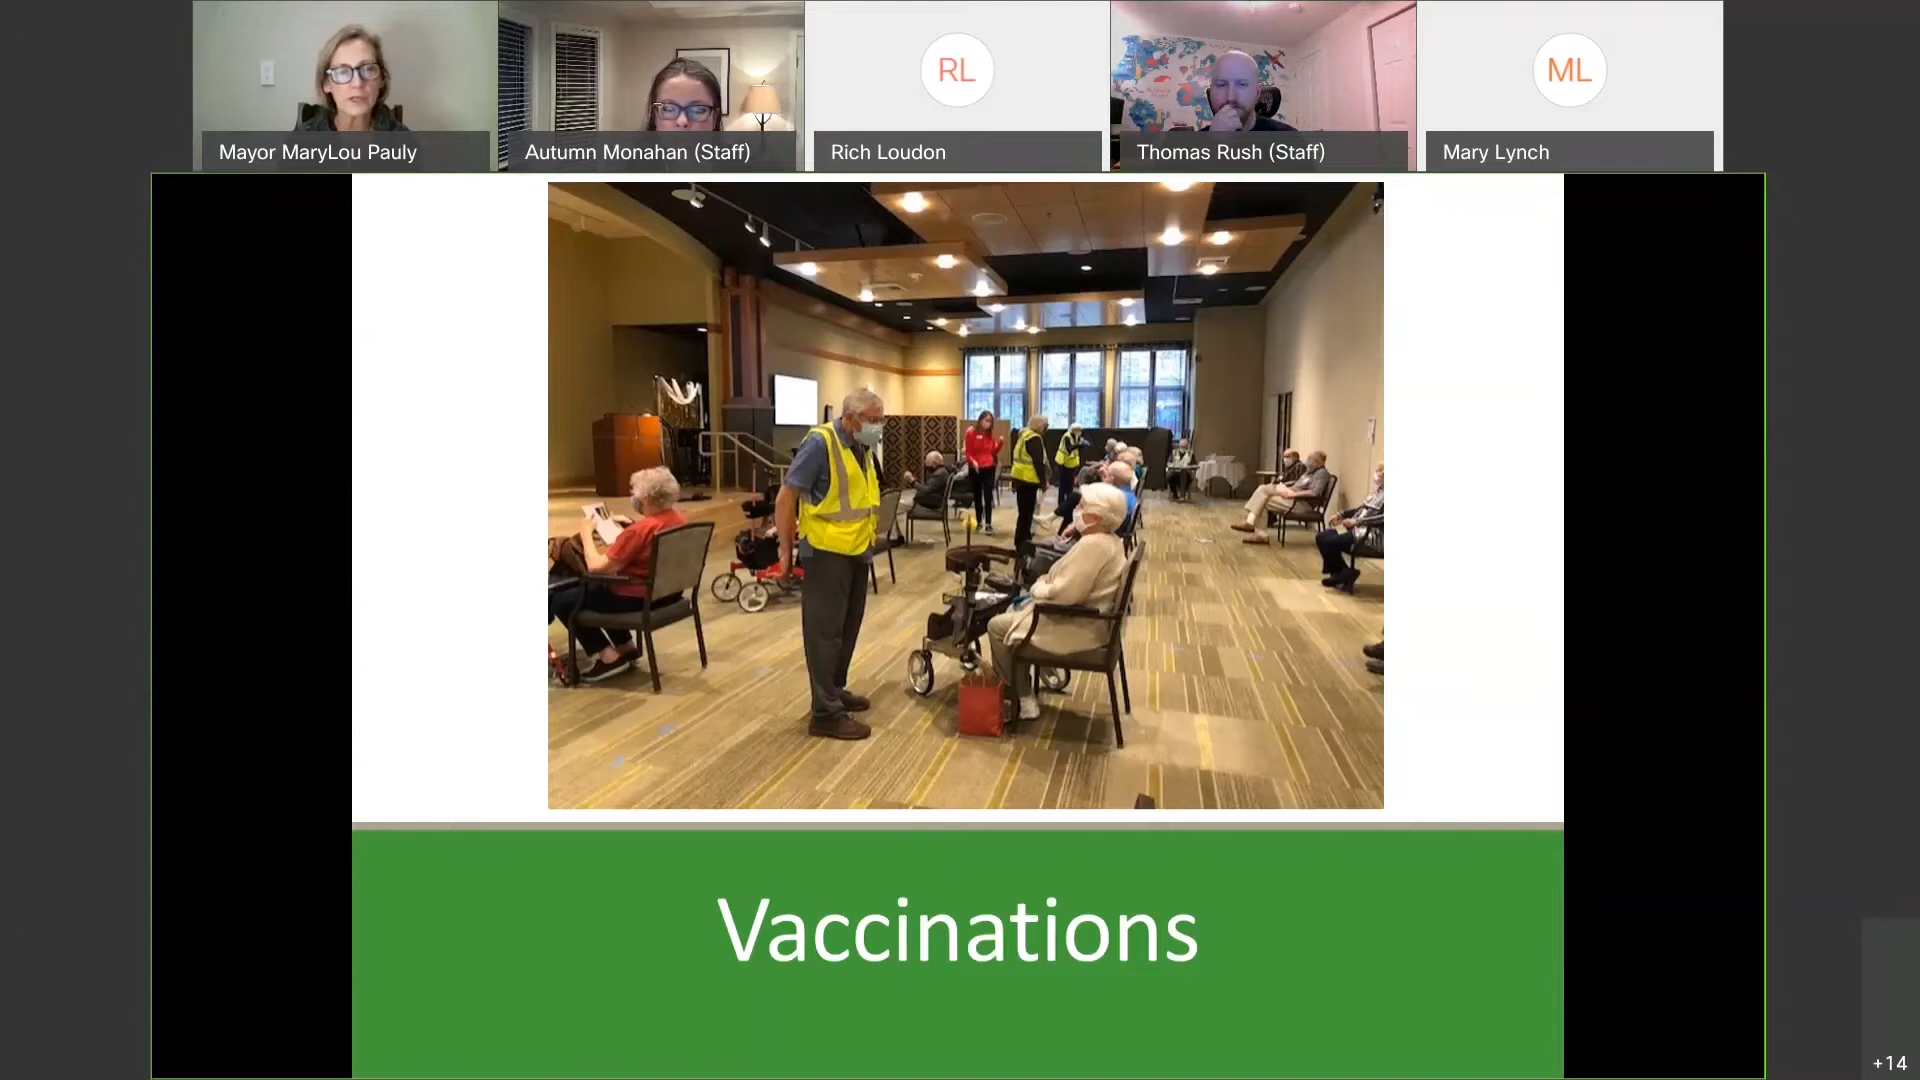 Mayor MaryLou Pauly
Autumn Monahan (Staff)
RL
Rich Loudon
Thomas Rush (Staff)
ML
Mary Lynch
Vaccinations
+14